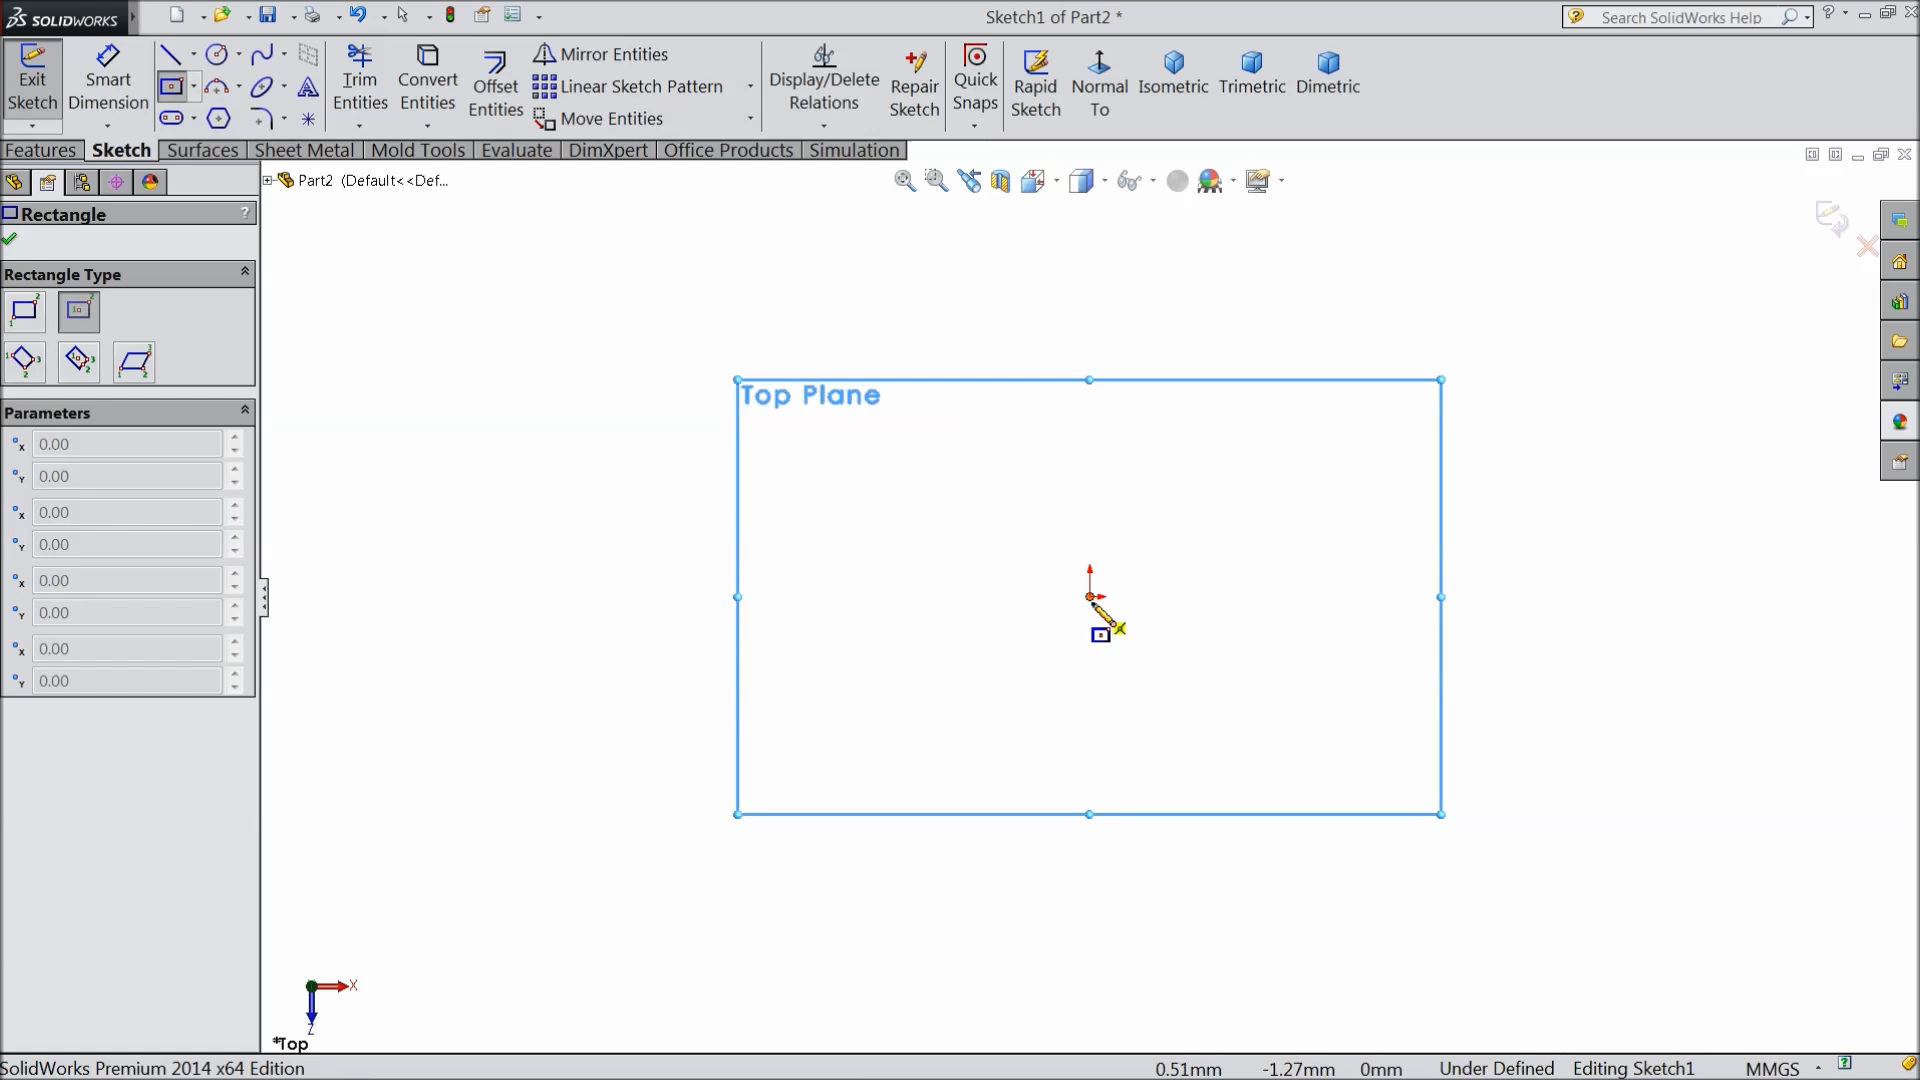 SOLIDWORKS
Sketch1 of Part2 *
Search SolidWorks Help
?
Exit Sketch
Smart Dimension
Trim Entities
Convert Entities
Offset Entities
Mirror Entities
Linear Sketch Pattern
Move Entities
Display/Delete Relations
Repair Sketch
Quick Snaps
Rapid Sketch
Normal To
Isometric
Trimetric
Dimetric
Features
Sketch
Surfaces
Sheet Metal
Mold Tools
Evaluate
DimXpert
Office Products
Simulation
Part2 (Default<<Def...
Rectangle
?
Rectangle Type
Parameters
x 0.00
Y 0.00
x 0.00
Y 0.00
x 0.00
Y 0.00
x 0.00
Y 0.00
Top Plane
X
Z
*Top
SolidWorks Premium 2014 x64 Edition
0.51mm
-1.27mm
0mm
Under Defined
Editing Sketch1
MMGS
?